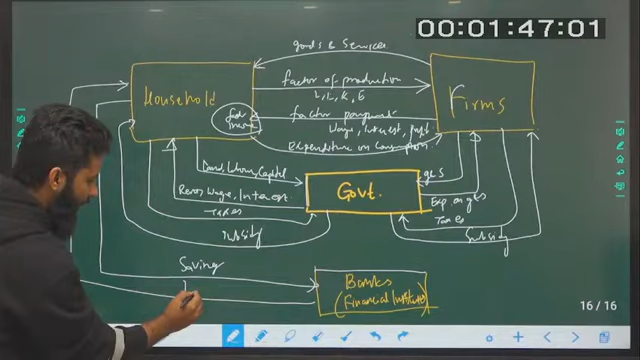 00:01:47:01
goods & Services
Household
factor of production
L, L, K, E
Firms
factor payment
Wage, Interest, Profit
Expenditure on consumption
Land, Labour, Capital
Govt.
g&s
Rent, Wage, Interest
Exp. on g&s
Taxes
Taxes
Subsidy
Subsidy
Saving
Banks
(Financial Institutes)
16/16